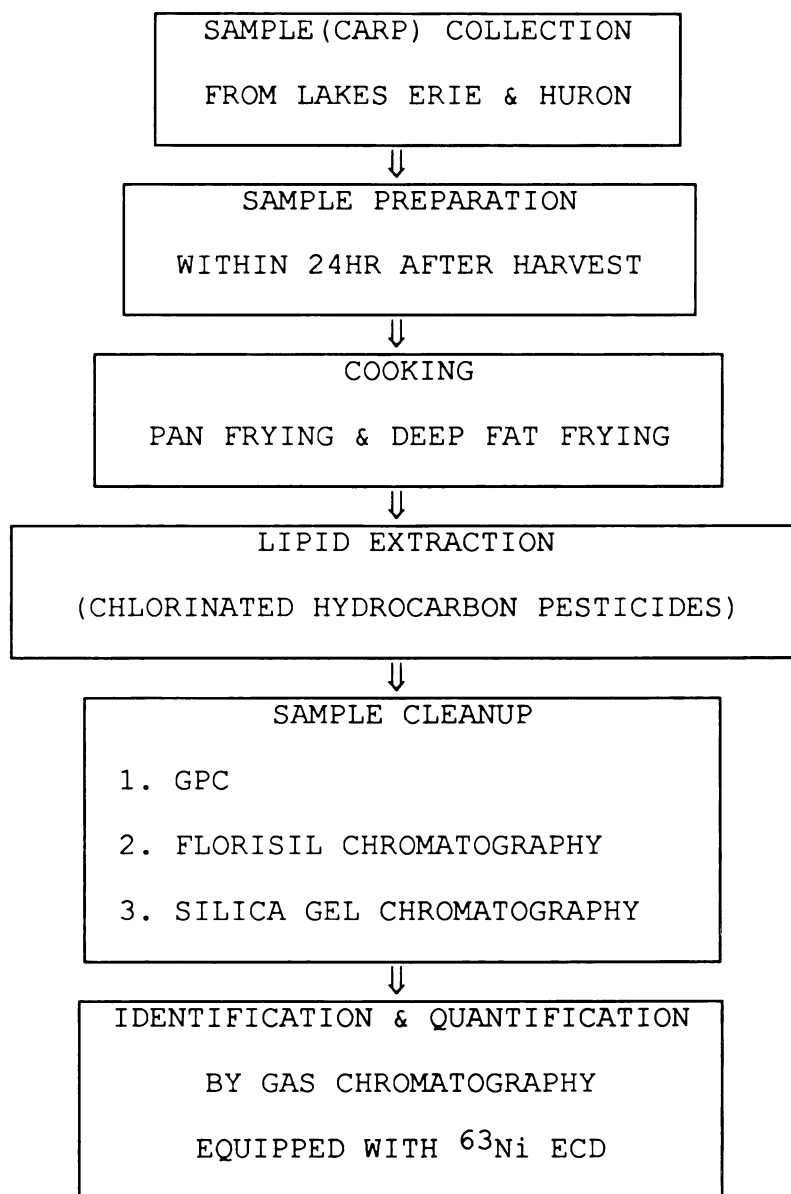 SAMPLE(CARP) COLLECTION
FROM LAKES ERIE & HURON
⇓
SAMPLE PREPARATION
WITHIN 24HR AFTER HARVEST
⇓
COOKING
PAN FRYING & DEEP FAT FRYING
⇓
LIPID EXTRACTION
(CHLORINATED HYDROCARBON PESTICIDES)
⇓
SAMPLE CLEANUP
1. GPC
2. FLORISIL CHROMATOGRAPHY
3. SILICA GEL CHROMATOGRAPHY
⇓
IDENTIFICATION & QUANTIFICATION
BY GAS CHROMATOGRAPHY
EQUIPPED WITH ⁶³Ni ECD